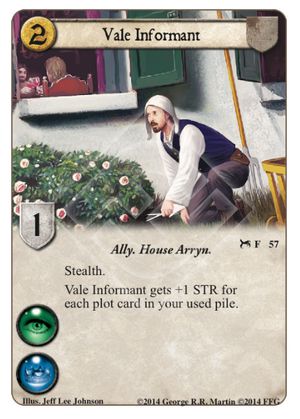 2
Vale Informant
1
Ally. House Arryn.
Stealth.
Vale Informant gets +1 STR for
each plot card in your used pile.
F 57
Illus. Jeff Lee Johnson ©2014 George R.R. Martin ©2014 FFG